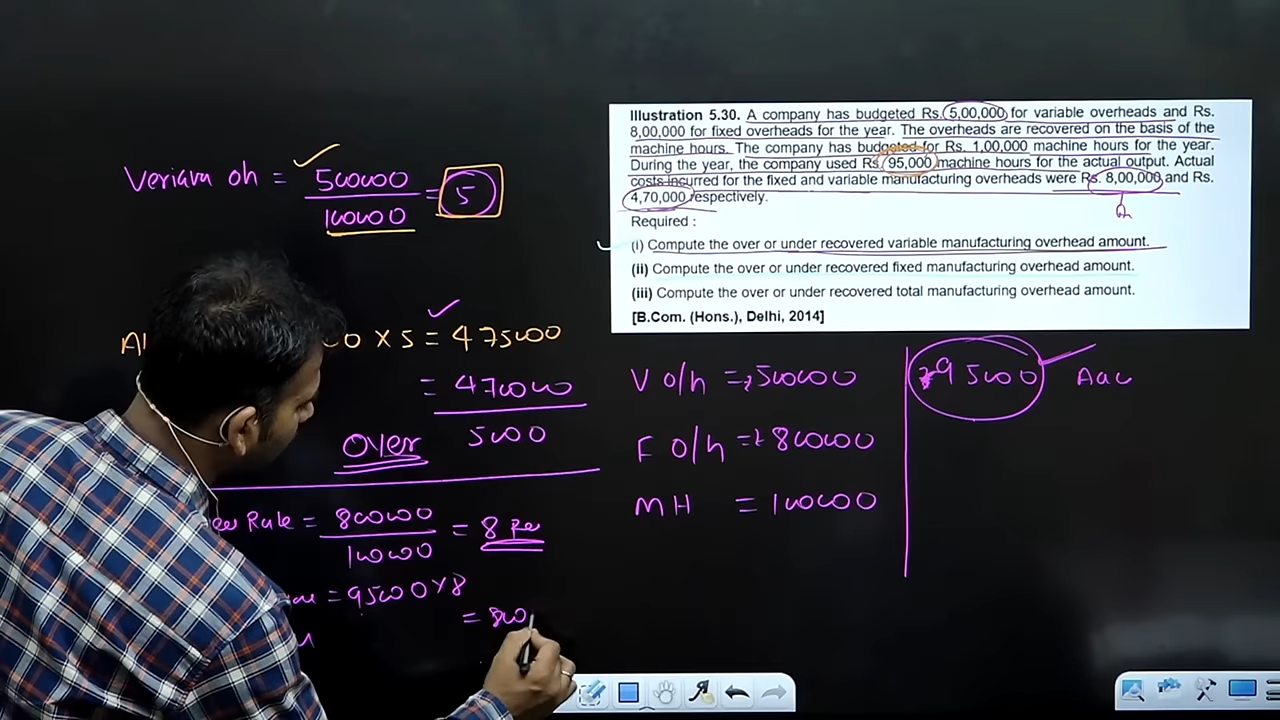 Illustration 5.30. A company has budgeted Rs. 5,00,000 for variable overheads and Rs.
8,00,000 for fixed overheads for the year. The overheads are recovered on the basis of the
machine hours. The company has budgeted for Rs. 1,00,000 machine hours for the year.
During the year, the company used Rs. 95,000 machine hours for the actual output. Actual
costs incurred for the fixed and variable manufacturing overheads were Rs. 8,00,000 and Rs.
4,70,000 respectively.
Required :
(i) Compute the over or under recovered variable manufacturing overhead amount.
(ii) Compute the over or under recovered fixed manufacturing overhead amount.
(iii) Compute the over or under recovered total manufacturing overhead amount.
[B.Com. (Hons.), Delhi, 2014]
oh = 500000
100000
= 5
X 5 = 475000
= 470000
Over 5000
Rate = 800000
100000
= 8
= 95000 X 8
=
V O/h = 500000
F O/h = 800000
MH = 100000
95000